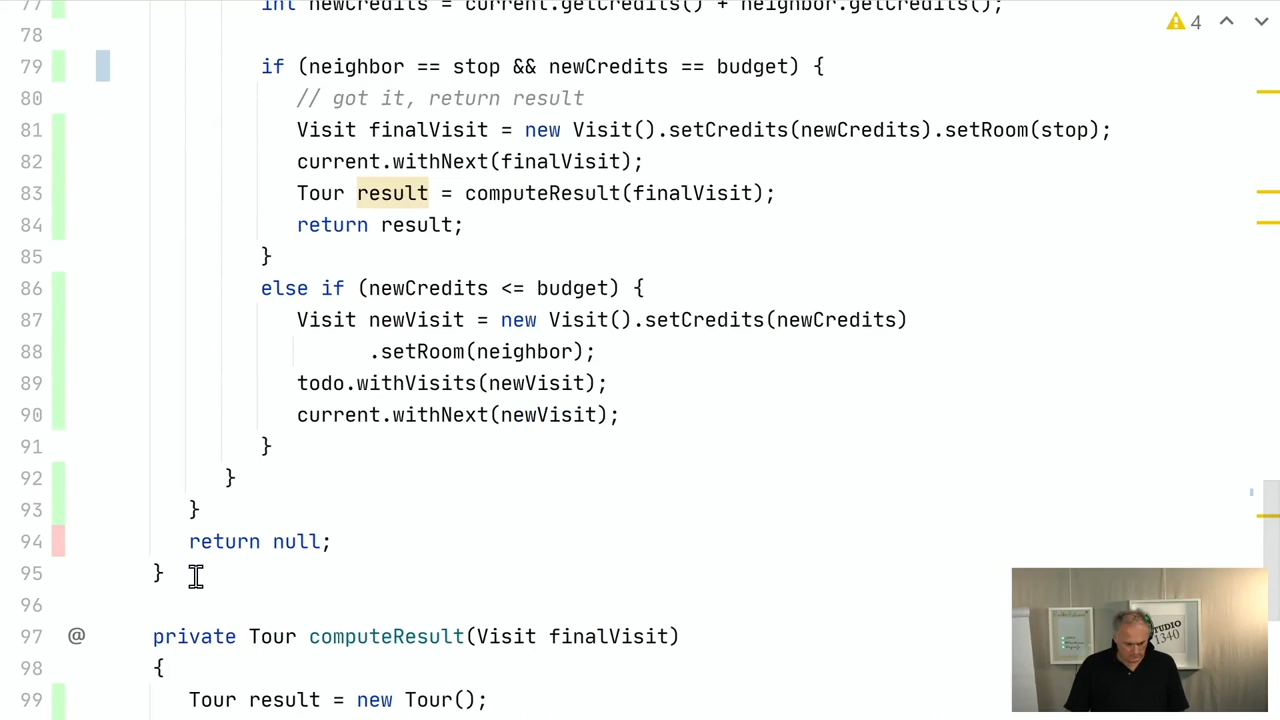 77 int newCredits = current.getCredits() + neighbor.getCredits();
4
78
79 if (neighbor == stop && newCredits == budget) {
80 // got it, return result
81 Visit finalVisit = new Visit().setCredits(newCredits).setRoom(stop);
82 current.withNext(finalVisit);
83 Tour result = computeResult(finalVisit);
84 return result;
85 }
86 else if (newCredits <= budget) {
87 Visit newVisit = new Visit().setCredits(newCredits)
88 .setRoom(neighbor);
89 todo.withVisits(newVisit);
90 current.withNext(newVisit);
91 }
92 }
93 }
94 return null;
95 }
96
97 @ private Tour computeResult(Visit finalVisit)
98 {
99 Tour result = new Tour();
STUDIO
1340